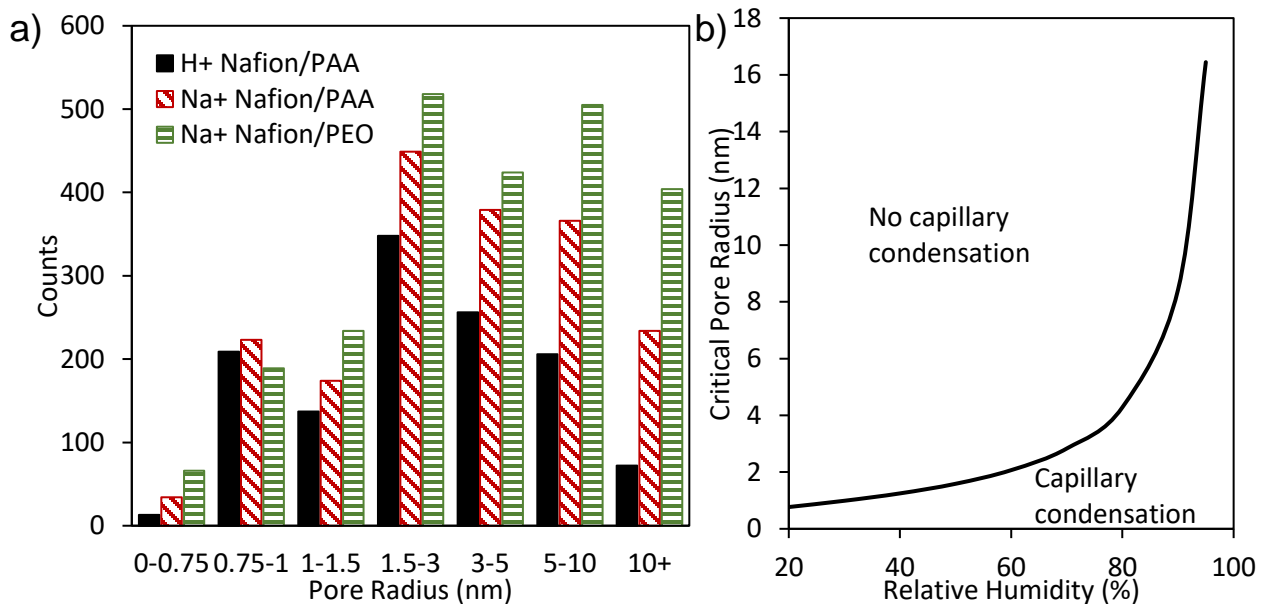 a)
600
500
400
300
200
100
0
Counts
H+ Nafion/PAA
Na+ Nafion/PAA
Na+ Nafion/PEO
0-0.75 0.75-1 1-1.5 1.5-3 3-5 5-10 10+
Pore Radius (nm)
b)
18
16
14
12
10
8
6
4
2
0
Critical Pore Radius (nm)
No capillary
condensation
Capillary
condensation
20 40 60 80 100
Relative Humidity (%)